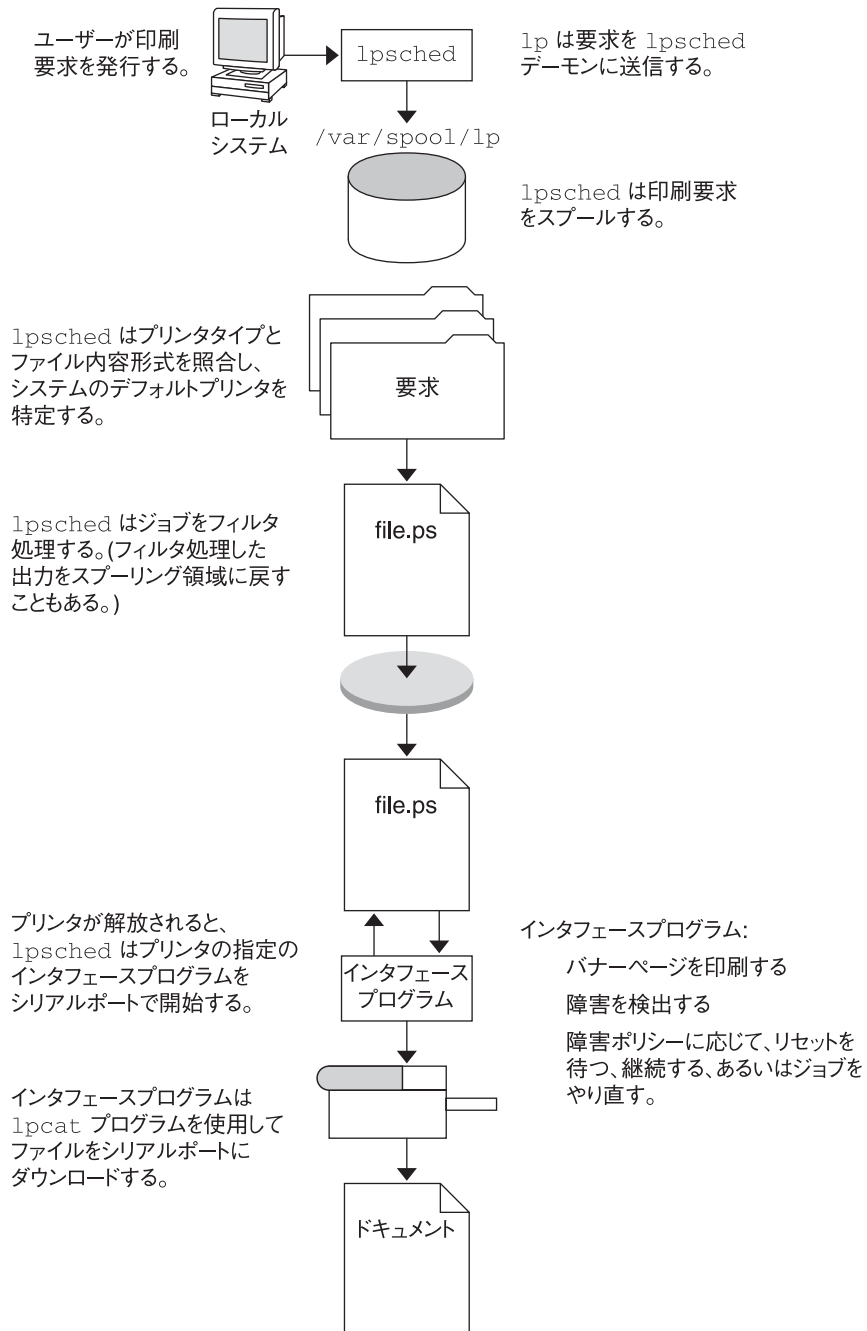 ユーザーが印刷
要求を発行する。
ローカル
システム
lpsched
lp は要求を lpsched
デーモンに送信する。
/var/spool/lp
lpsched は印刷要求
をスプールする。
lpsched はプリンタタイプと
ファイル内容形式を照合し、
システムのデフォルトプリンタを
特定する。
要求
lpsched はジョブをフィルタ
処理する。(フィルタ処理した
出力をスプーリング領域に戻す
こともある。)
file.ps
file.ps
プリンタが解放されると、
lpsched はプリンタの指定の
インタフェースプログラムを
シリアルポートで開始する。
インタフェース
プログラム
インタフェースプログラム:
バナーページを印刷する
障害を検出する
障害ポリシーに応じて、リセットを
待つ、継続する、あるいはジョブを
やり直す。
インタフェースプログラムは
lpcat プログラムを使用して
ファイルをシリアルポートに
ダウンロードする。
ドキュメント